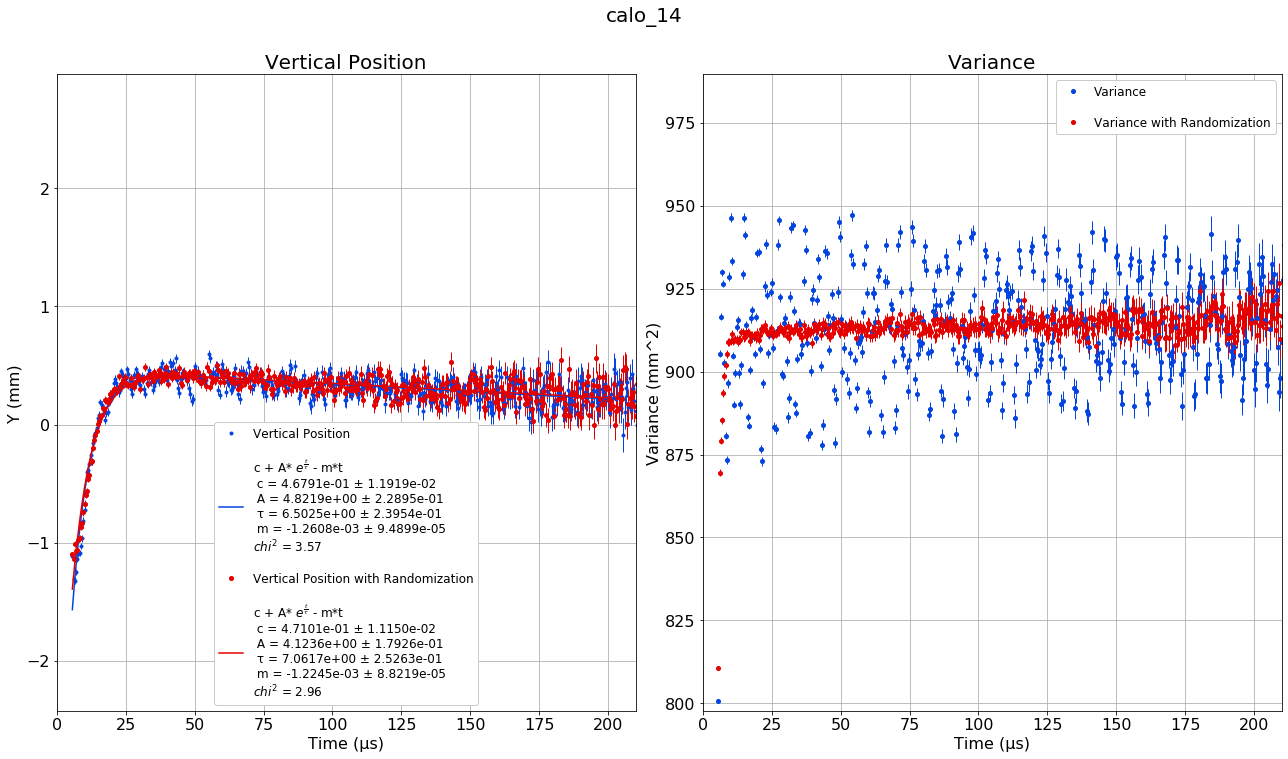 calo_14
Vertical Position
2
1
0
−1
−2
Y (mm)
0 25 50 75 100 125 150 175 200
Time (μs)
Vertical Position
c + A* e^{t/τ} - m*t
c = 4.6791e-01 ± 1.1919e-02
A = 4.8219e+00 ± 2.2895e-01
τ = 6.5025e+00 ± 2.3954e-01
m = -1.2608e-03 ± 9.4899e-05
chi² = 3.57
Vertical Position with Randomization
c + A* e^{t/τ} - m*t
c = 4.7101e-01 ± 1.1150e-02
A = 4.1236e+00 ± 1.7926e-01
τ = 7.0617e+00 ± 2.5263e-01
m = -1.2245e-03 ± 8.8219e-05
chi² = 2.96
Variance
975
950
925
900
875
850
825
800
Variance (mm^2)
0 25 50 75 100 125 150 175 200
Time (μs)
Variance
Variance with Randomization